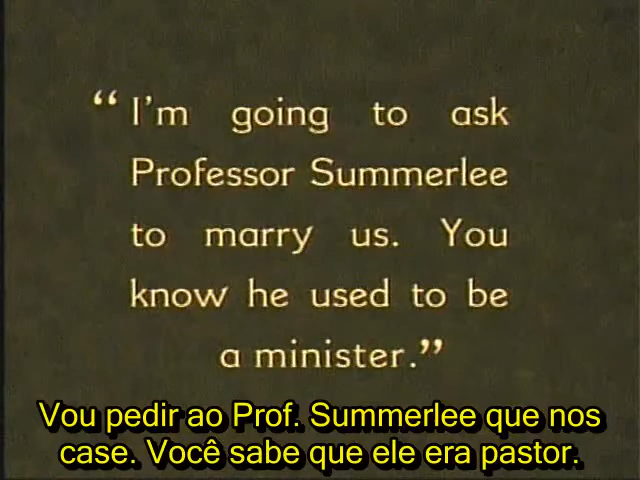 “I’m going to ask
Professor Summerlee
to marry us. You
know he used to be
a minister.”
Vou pedir ao Prof. Summerlee que nos
case. Você sabe que ele era pastor.